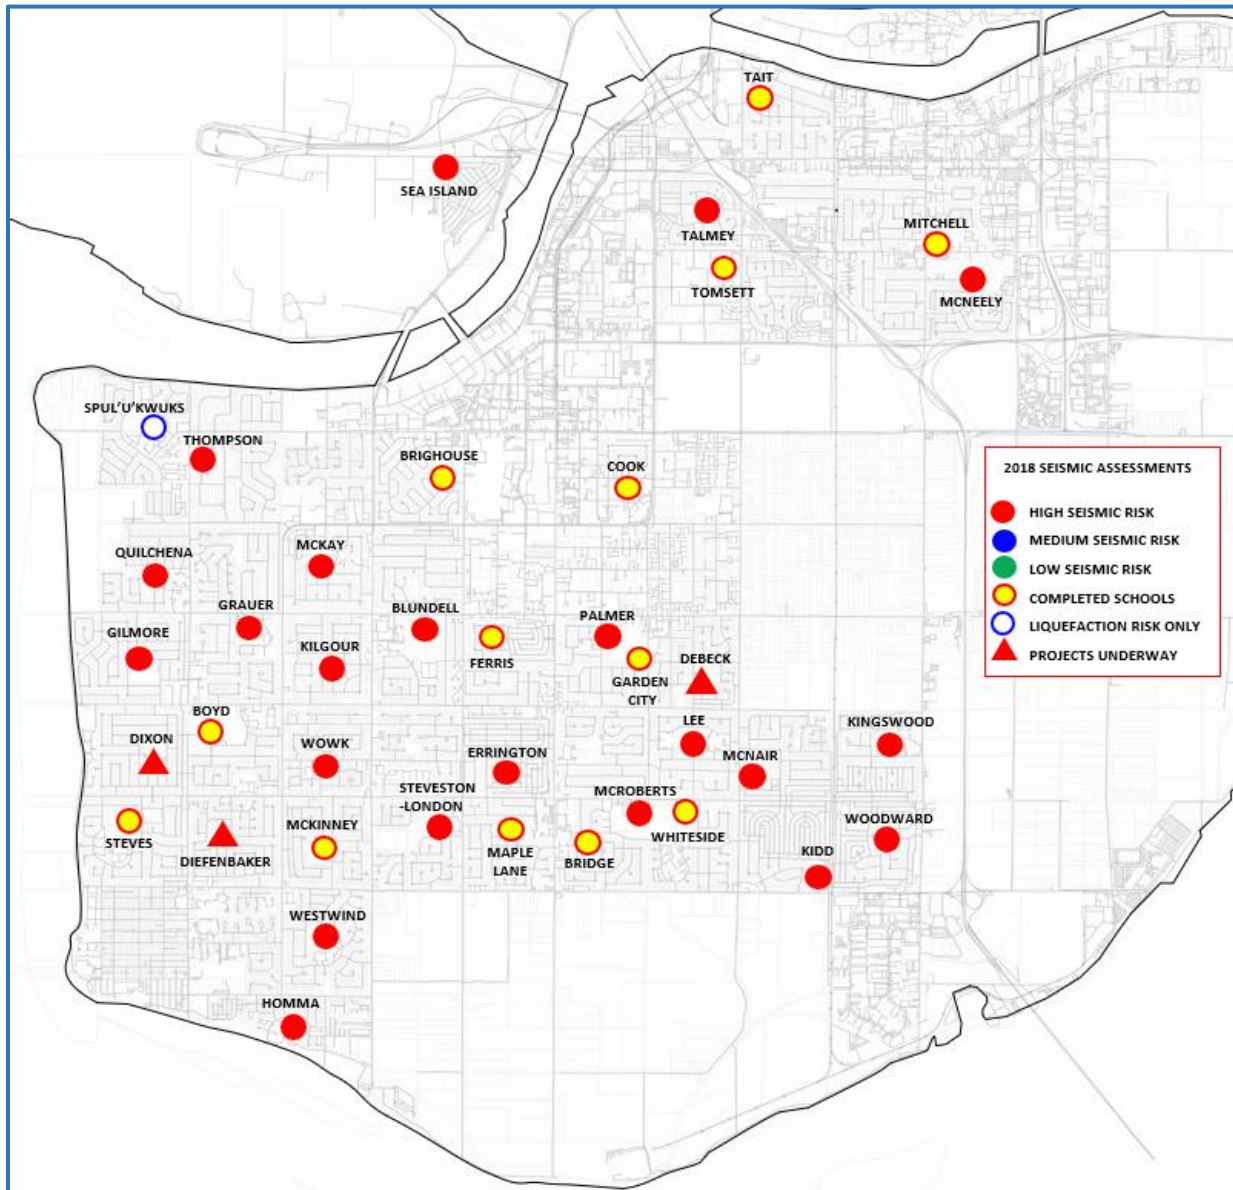 TAIT
SEA ISLAND
TALMEY
MITCHELL
TOMSETT
MCNEELY
SPUL'U'KWUKS
THOMPSON
BRIGHOUSE
COOK
2018 SEISMIC ASSESSMENTS
HIGH SEISMIC RISK
MEDIUM SEISMIC RISK
LOW SEISMIC RISK
COMPLETED SCHOOLS
LIQUEFACTION RISK ONLY
PROJECTS UNDERWAY
QUILCHENA
MCKAY
GRAUER
BLUNDELL
PALMER
GILMORE
KILGOUR
FERRIS
GARDEN
CITY
DEBECK
BOYD
DIXON
WOWK
ERRINGTON
LEE
MCNAIR
KINGSWOOD
STEVESTON
-LONDON
MCROBERTS
WHITESIDE
WOODWARD
STEVES
DIEFENBAKER
MCKINNEY
MAPLE
LANE
BRIDGE
KIDD
WESTWIND
HOMMA